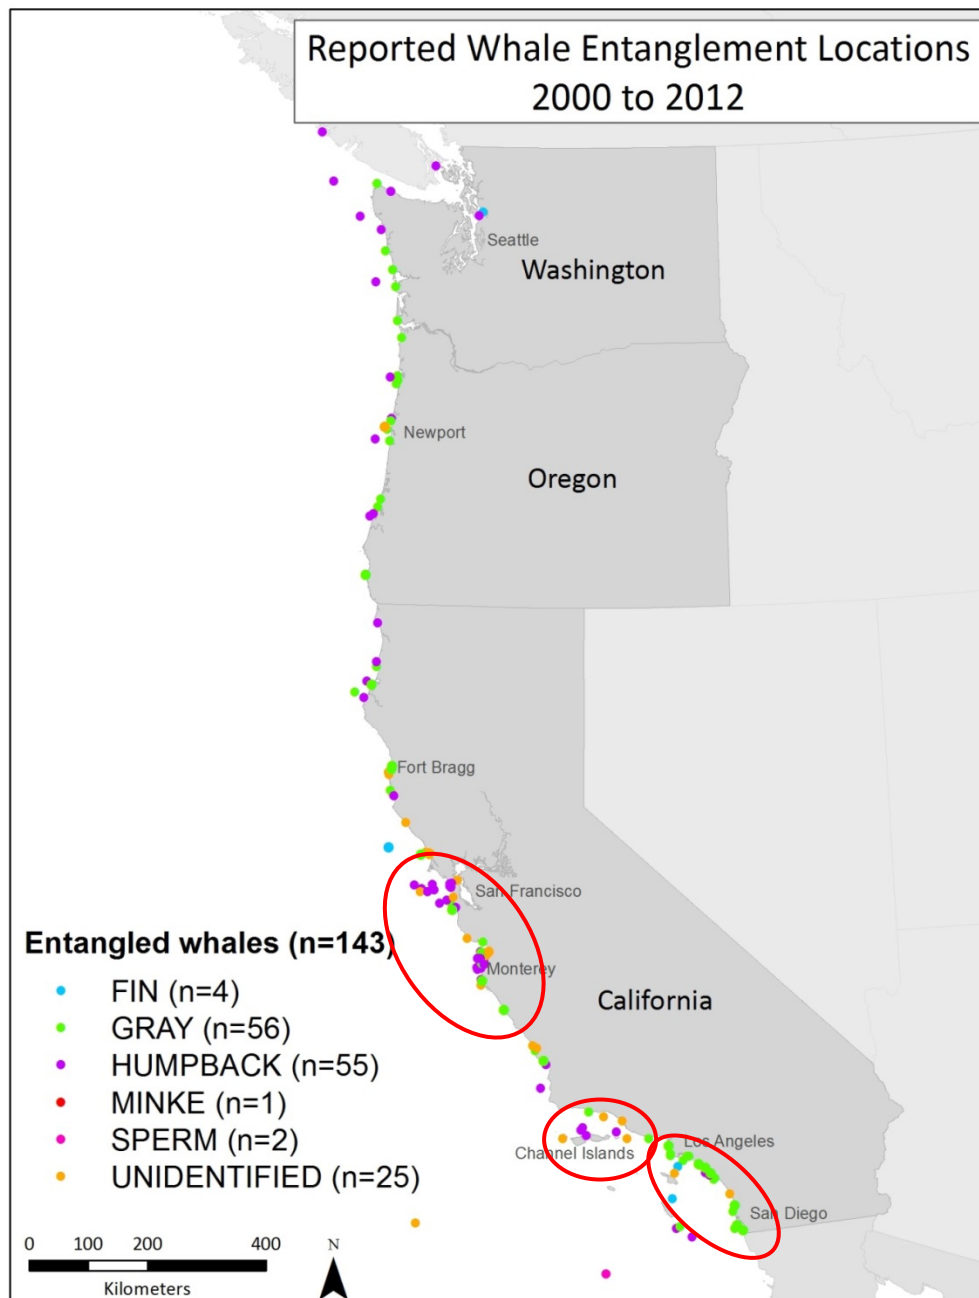 Reported Whale Entanglement Locations
2000 to 2012
Seattle
Washington
Newport
Oregon
Fort Bragg
San Francisco
Entangled whales (n=143)
Monterey
FIN (n=4)
GRAY (n=56)
California
HUMPBACK (n=55)
MINKE (n=1)
SPERM (n=2)
Los Angeles
Channel Islands
UNIDENTIFIED (n=25)
San Diego
0 100 200 400
N
Kilometers